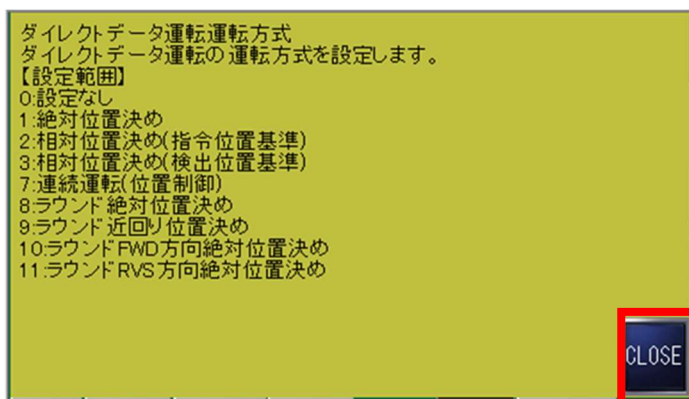 ダイレクトデータ運転運転方式
ダイレクトデータ運転の運転方式を設定します。
【設定範囲】
0:設定なし
1:絶対位置決め
2:相対位置決め(指令位置基準)
3:相対位置決め(検出位置基準)
7:連続運転(位置制御)
8:ラウンド絶対位置決め
9:ラウンド近回り位置決め
10:ラウンドFWD方向絶対位置決め
11:ラウンドRVS方向絶対位置決め
CLOSE